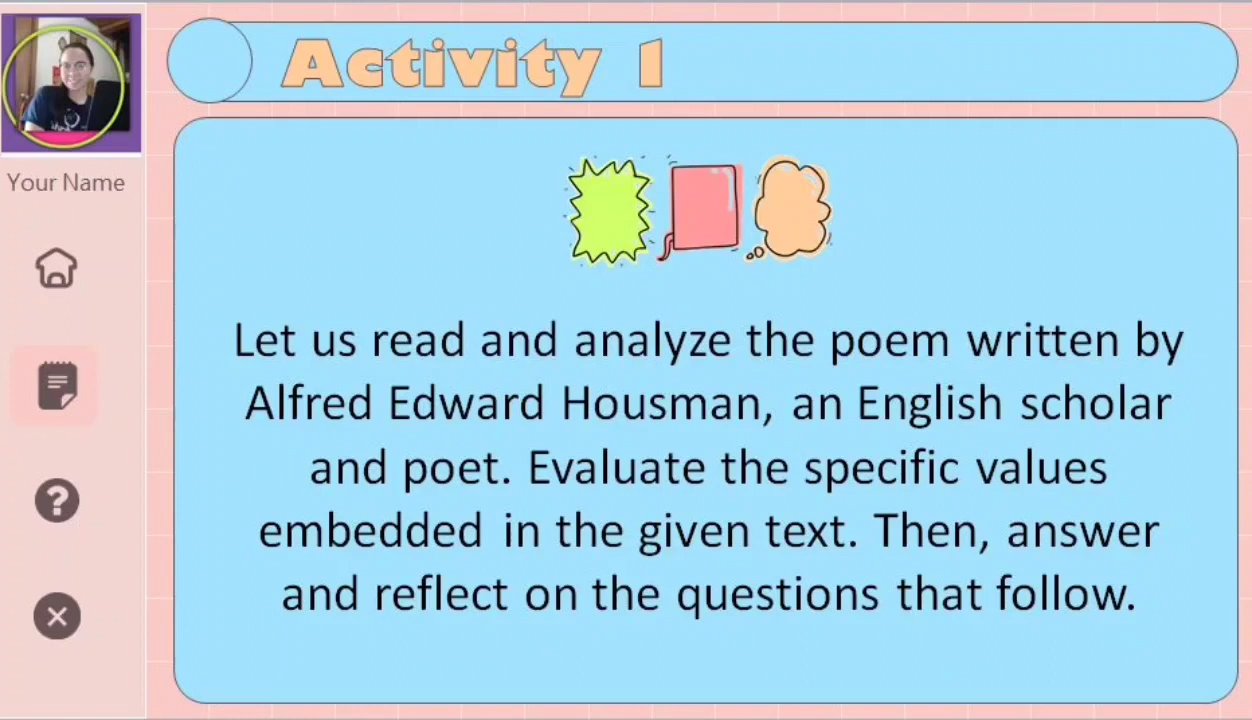 Activity 1
Your Name
Let us read and analyze the poem written by
Alfred Edward Housman, an English scholar
and poet. Evaluate the specific values
embedded in the given text. Then, answer
and reflect on the questions that follow.